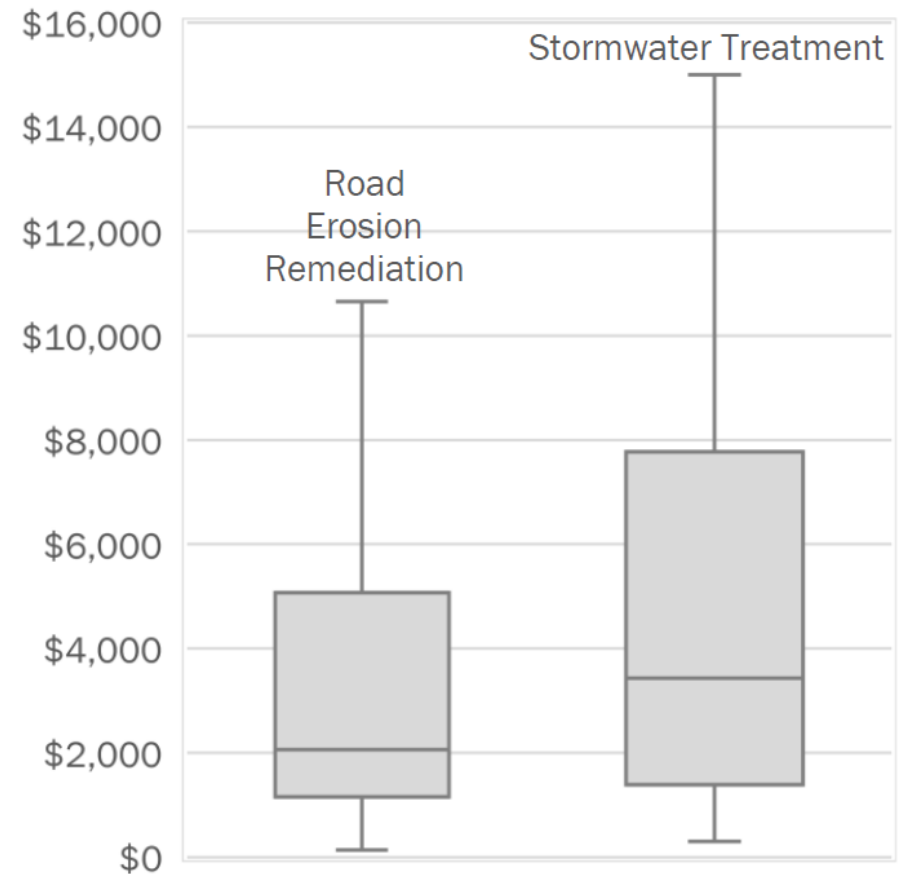 $16,000
Stormwater Treatment
$14,000
Road
Erosion
Remediation
$12,000
$10,000
$8,000
$6,000
$4,000
$2,000
$0